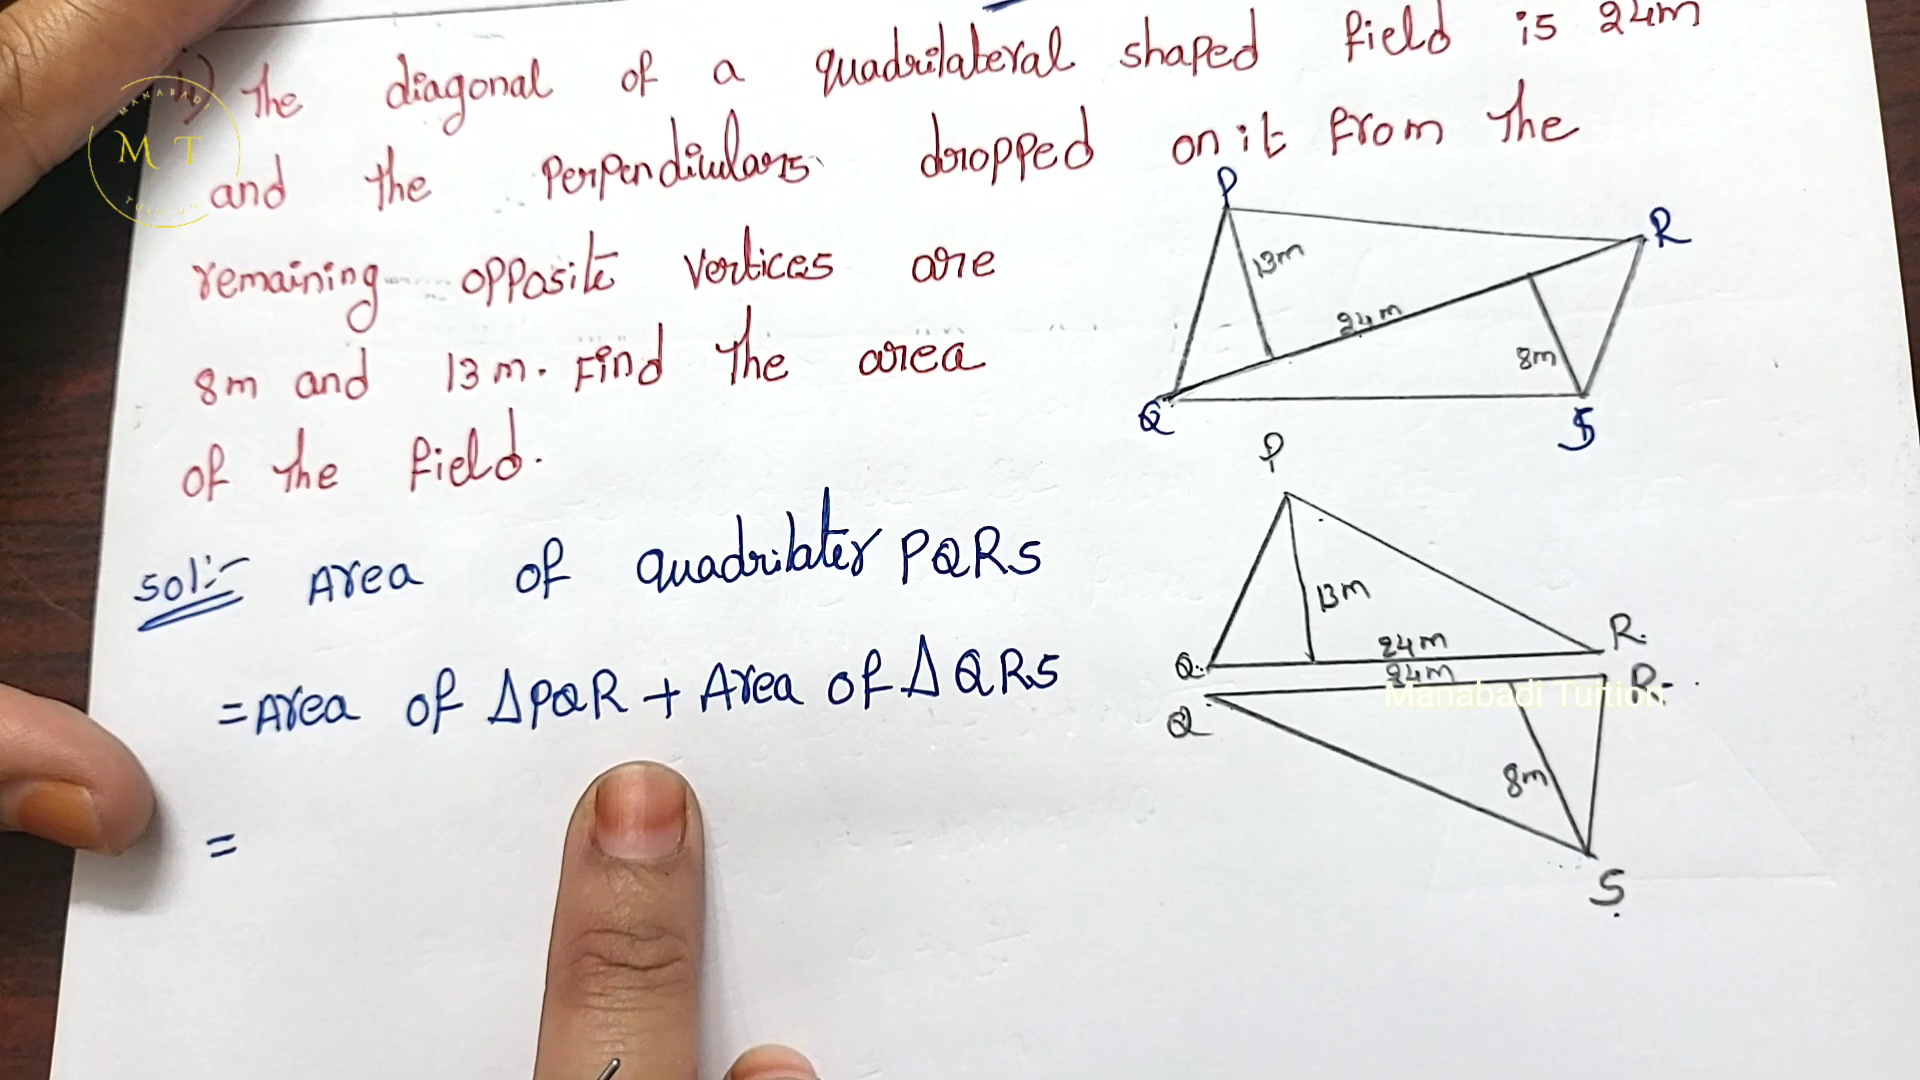 The diagonal of a quadrilateral shaped field is 24m
and the perpendiculars dropped on it from the
remaining opposite vertices are
8m and 13m. Find the area
of the field.
P
R
13m
24m
8m
Q
S
Sol:- Area of quadrilater PQRS
= Area of ΔPQR + Area of ΔQRS
=
P
13m
24m
Q
R
24m
Q
R
8m
S
MANABADI
M T
Manabadi Tuition